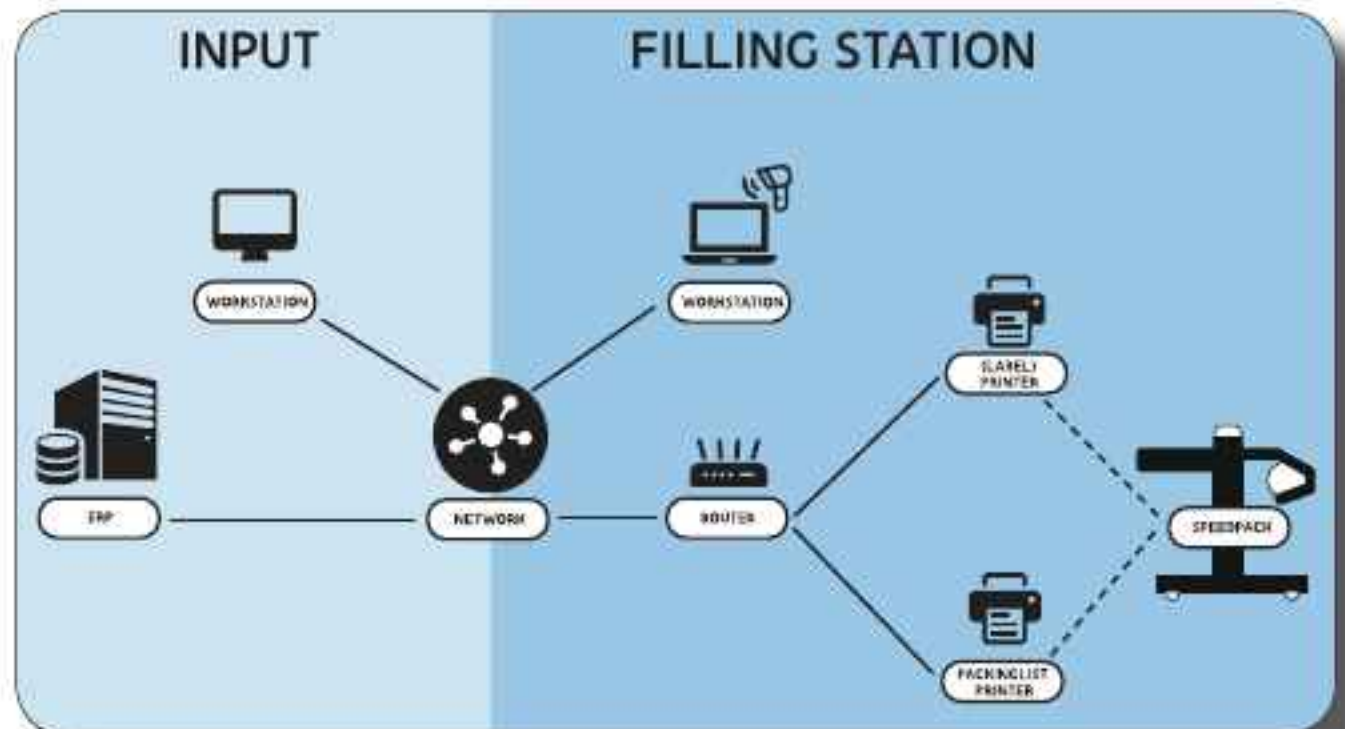 INPUT
FILLING STATION
WORKSTATION
WORKSTATION
(LABEL)
PRINTER
ERP
NETWORK
ROUTER
SPEEDPACK
PACKINGLIST
PRINTER